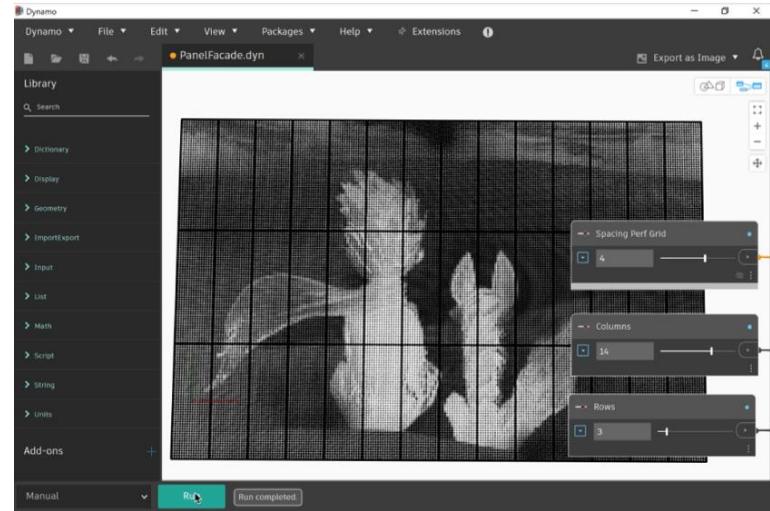 Dynamo
Dynamo File Edit View Packages Help Extensions
PanelFacade.dyn
Export as Image
Library
Search
Dictionary
Display
Geometry
ImportExport
Input
List
Math
Script
String
Units
Add-ons
Spacing Perf Grid
4
Columns
14
Rows
3
Manual
Run
Run completed.